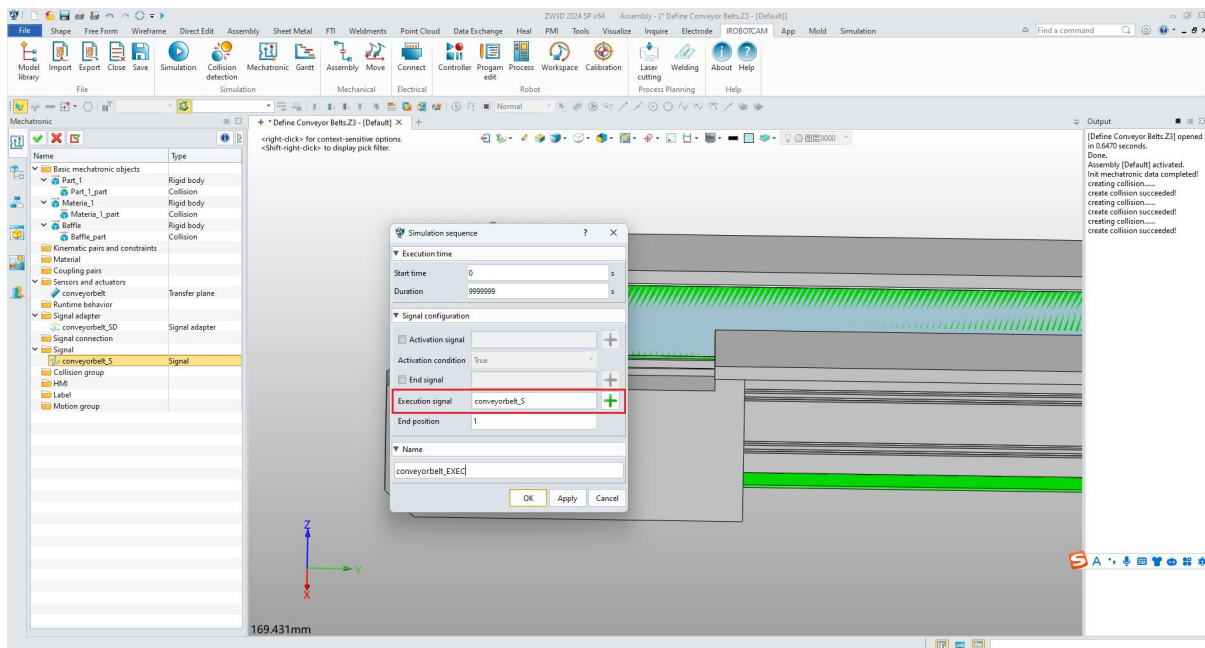 ZW3D 2024 SP x64 Assembly - [* Define Conveyor Belts.Z3 - [Default]]
File Shape Free Form Wireframe Direct Edit Assembly Sheet Metal FTI Weldments Point Cloud Data Exchange Heal PMI Tools Visualize Inquire Electrode IROBOTCAM App Mold Simulation Find a command
Model library Import Export Close Save Simulation Collision detection Mechatronic Gantt Assembly Move Connect Controller Progam edit Process Workspace Calibration Laser cutting Welding About Help
File Simulation Mechanical Electrical Robot Process Planning Help
Normal
Mechatronic
+ * Define Conveyor Belts.Z3 - [Default] × +
Output
<right-click> for context-sensitive options.
<Shift-right-click> to display pick filter.
图层0000
Name Type
Basic mechatronic objects
Part_1 Rigid body
Part_1_part Collision
Materia_1 Rigid body
Materia_1_part Collision
Baffle Rigid body
Baffle_part Collision
Kinematic pairs and constraints
Material
Coupling pairs
Sensors and actuators
conveyorbelt Transfer plane
Runtime behavior
Signal adapter
conveyorbelt_SD Signal adapter
Signal connection
Signal
conveyorbelt_S Signal
Collision group
HMI
Label
Motion group
Simulation sequence ? ×
Execution time
Start time 0 s
Duration 9999999 s
Signal configuration
Activation signal
Activation condition True
End signal
Execution signal conveyorbelt_S
End position 1
Name
conveyorbelt_EXEC
OK Apply Cancel
[Define Conveyor Belts.Z3] opened
in 0.6470 seconds.
Done.
Assembly [Default] activated.
Init mechatronic data completed!
creating collision......
create collision succeeded!
creating collision......
create collision succeeded!
creating collision......
create collision succeeded!
Z
Y
X
169.431mm
S A